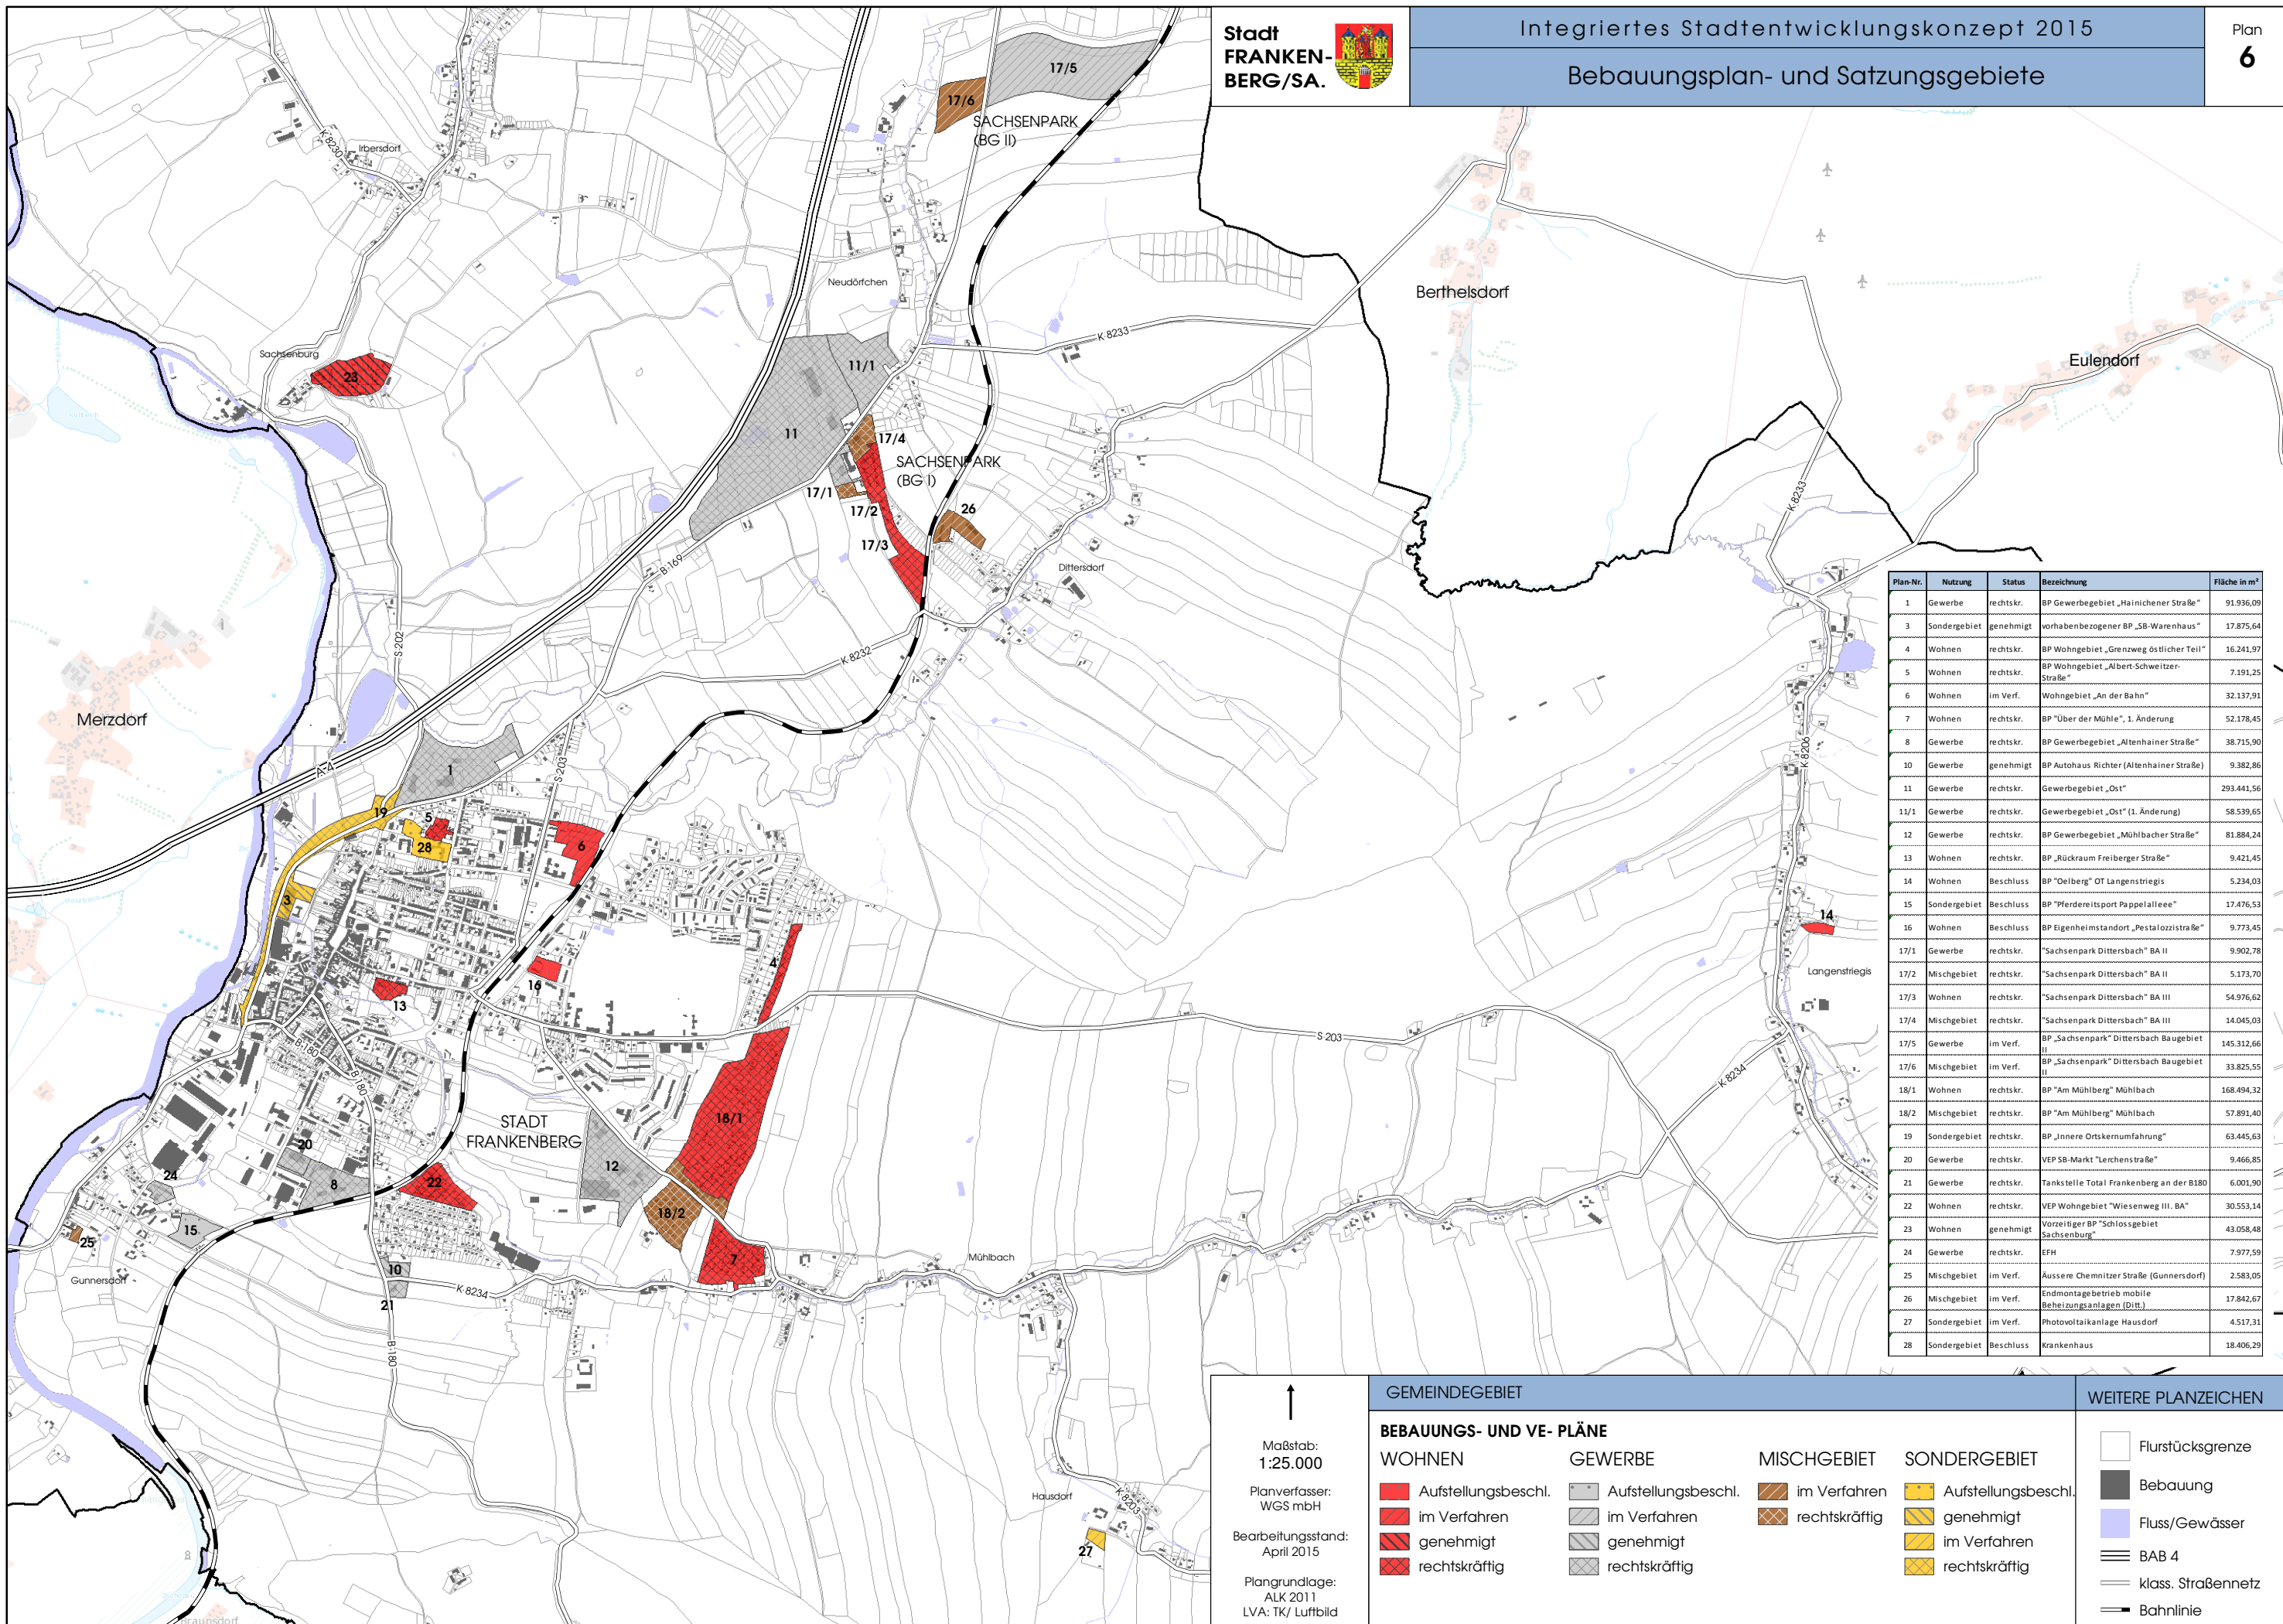 Stadt
FRANKEN-
BERG/SA.
Integriertes Stadtentwicklungskonzept 2015
Bebauungsplan- und Satzungsgebiete
Plan
6
17/5
17/6
SACHSENPARK
(BG II)
K 8230
Irbersdorf
Neudörfchen
Berthelsdorf
Eulendorf
K 8233
Sachsenburg
23
11/1
11
17/4
SACHSENPARK
(BG I)
17/1
17/2
17/3
26
K 8233
B 169
Dittersdorf
S 202
K 8232
Merzdorf
A 4
1
S 203
19
5
28
6
3
4
K 8206
14
Langenstriegis
16
13
B 180
B 180
S 203
K 8234
STADT
FRANKENBERG
18/1
12
20
24
8
22
18/2
15
25
7
Gunnersdorf
10
21
K 8234
Mühlbach
B 180
Hausdorf
K 8203
27
Braunsdorf
Plan-Nr. Nutzung Status Bezeichnung Fläche in m²
1 Gewerbe rechtskr. BP Gewerbegebiet „Hainichener Straße“ 91.936,09
3 Sondergebiet genehmigt vorhabenbezogener BP „SB-Warenhaus“ 17.875,64
4 Wohnen rechtskr. BP Wohngebiet „Grenzweg östlicher Teil“ 16.241,97
5 Wohnen rechtskr. BP Wohngebiet „Albert-Schweitzer-
Straße“ 7.191,25
6 Wohnen im Verf. Wohngebiet „An der Bahn“ 32.137,91
7 Wohnen rechtskr. BP "Über der Mühle", 1. Änderung 52.178,45
8 Gewerbe rechtskr. BP Gewerbegebiet „Altenhainer Straße“ 38.715,90
10 Gewerbe genehmigt BP Autohaus Richter (Altenhainer Straße) 9.382,86
11 Gewerbe rechtskr. Gewerbegebiet „Ost“ 293.441,56
11/1 Gewerbe rechtskr. Gewerbegebiet „Ost“ (1. Änderung) 58.539,65
12 Gewerbe rechtskr. BP Gewerbegebiet „Mühlbacher Straße“ 81.884,24
13 Wohnen rechtskr. BP „Rückraum Freiberger Straße“ 9.421,45
14 Wohnen Beschluss BP "Oelberg" OT Langenstriegis 5.234,03
15 Sondergebiet Beschluss BP "Pferdereitsport Pappelalleee" 17.476,53
16 Wohnen Beschluss BP Eigenheimstandort „Pestalozzistraße“ 9.773,45
17/1 Gewerbe rechtskr. "Sachsenpark Dittersbach" BA II 9.902,78
17/2 Mischgebiet rechtskr. "Sachsenpark Dittersbach" BA II 5.173,70
17/3 Wohnen rechtskr. "Sachsenpark Dittersbach" BA III 54.976,62
17/4 Mischgebiet rechtskr. "Sachsenpark Dittersbach" BA III 14.045,03
17/5 Gewerbe im Verf. BP „Sachsenpark“ Dittersbach Baugebiet
II 145.312,66
17/6 Mischgebiet im Verf. BP „Sachsenpark“ Dittersbach Baugebiet
II 33.825,55
18/1 Wohnen rechtskr. BP "Am Mühlberg" Mühlbach 168.494,32
18/2 Mischgebiet rechtskr. BP "Am Mühlberg" Mühlbach 57.891,40
19 Sondergebiet rechtskr. BP „Innere Ortskernumfahrung“ 63.445,63
20 Gewerbe rechtskr. VEP SB-Markt "Lerchenstraße" 9.466,85
21 Gewerbe rechtskr. Tankstelle Total Frankenberg an der B180 6.001,90
22 Wohnen rechtskr. VEP Wohngebiet "Wiesenweg III. BA" 30.553,14
23 Wohnen genehmigt Vorzeitiger BP "Schlossgebiet
Sachsenburg" 43.058,48
24 Gewerbe rechtskr. EFH 7.977,59
25 Mischgebiet im Verf. Äussere Chemnitzer Straße (Gunnersdorf) 2.583,05
26 Mischgebiet im Verf. Endmontagebetrieb mobile
Beheizungsanlagen (Ditt.) 17.842,67
27 Sondergebiet im Verf. Photovoltaikanlage Hausdorf 4.517,31
28 Sondergebiet Beschluss Krankenhaus 18.406,29
Maßstab:
1:25.000
Planverfasser:
WGS mbH
Bearbeitungsstand:
April 2015
Plangrundlage:
ALK 2011
LVA: TK/ Luftbild
GEMEINDEGEBIET
BEBAUUNGS- UND VE- PLÄNE
WOHNEN
Aufstellungsbeschl.
im Verfahren
genehmigt
rechtskräftig
GEWERBE
Aufstellungsbeschl.
im Verfahren
genehmigt
rechtskräftig
MISCHGEBIET
im Verfahren
rechtskräftig
SONDERGEBIET
Aufstellungsbeschl.
genehmigt
im Verfahren
rechtskräftig
WEITERE PLANZEICHEN
Flurstücksgrenze
Bebauung
Fluss/Gewässer
BAB 4
klass. Straßennetz
Bahnlinie